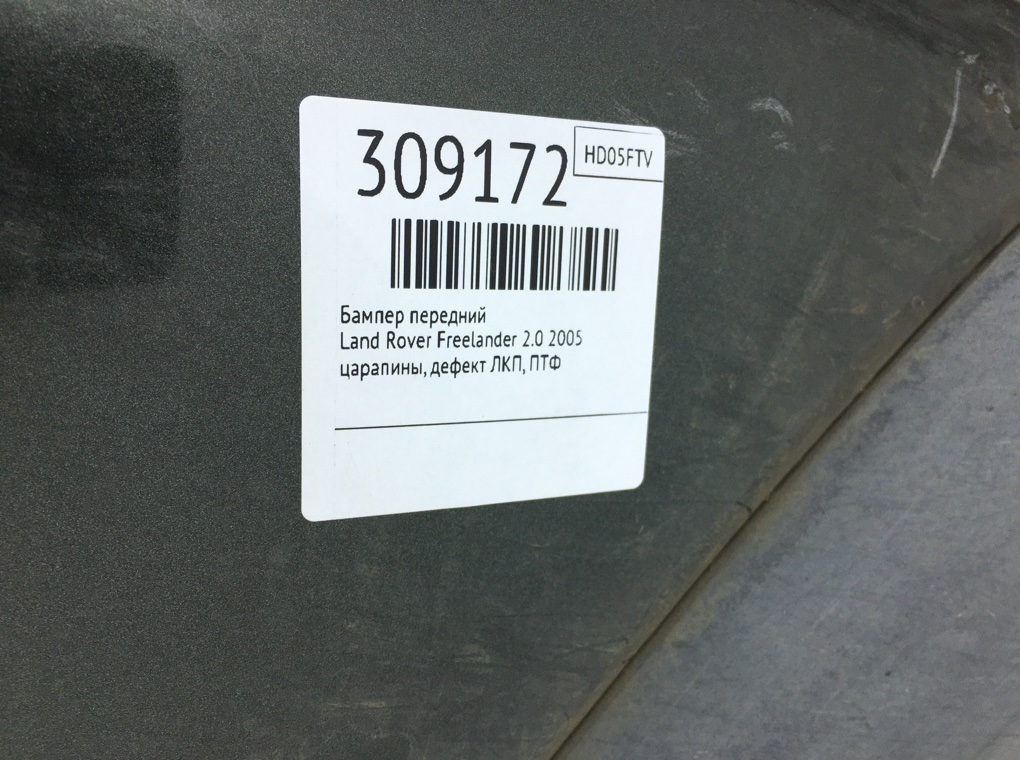 309172
HD05FTV
Бампер передний
Land Rover Freelander 2.0 2005
царапины, дефект ЛКП, ПТФ